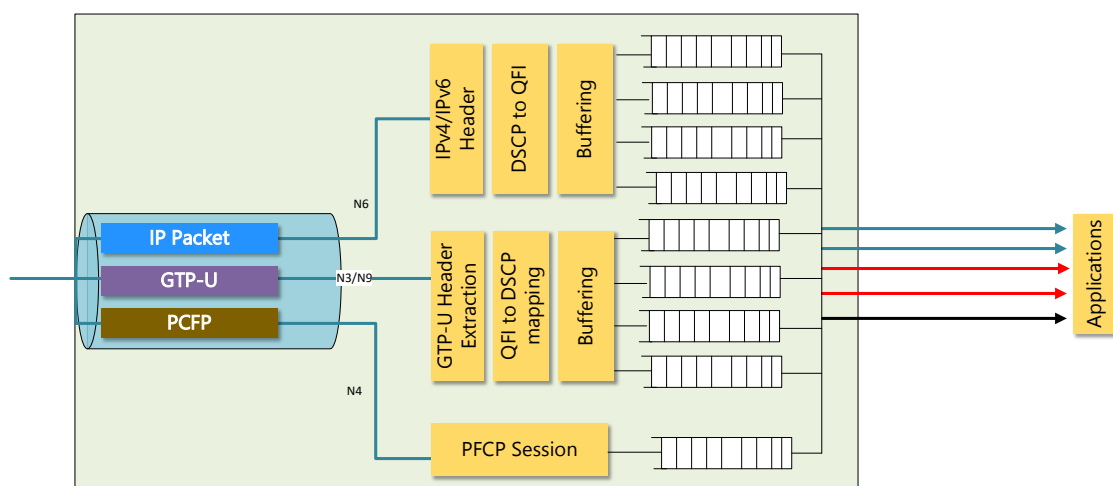 IPv4/IPv6
Header
DSCP to QFI
Buffering
N6
IP Packet
GTP-U
PCFP
N3/N9
GTP-U Header
Extraction
QFI to DSCP
mapping
Buffering
Applications
N4
PFCP Session